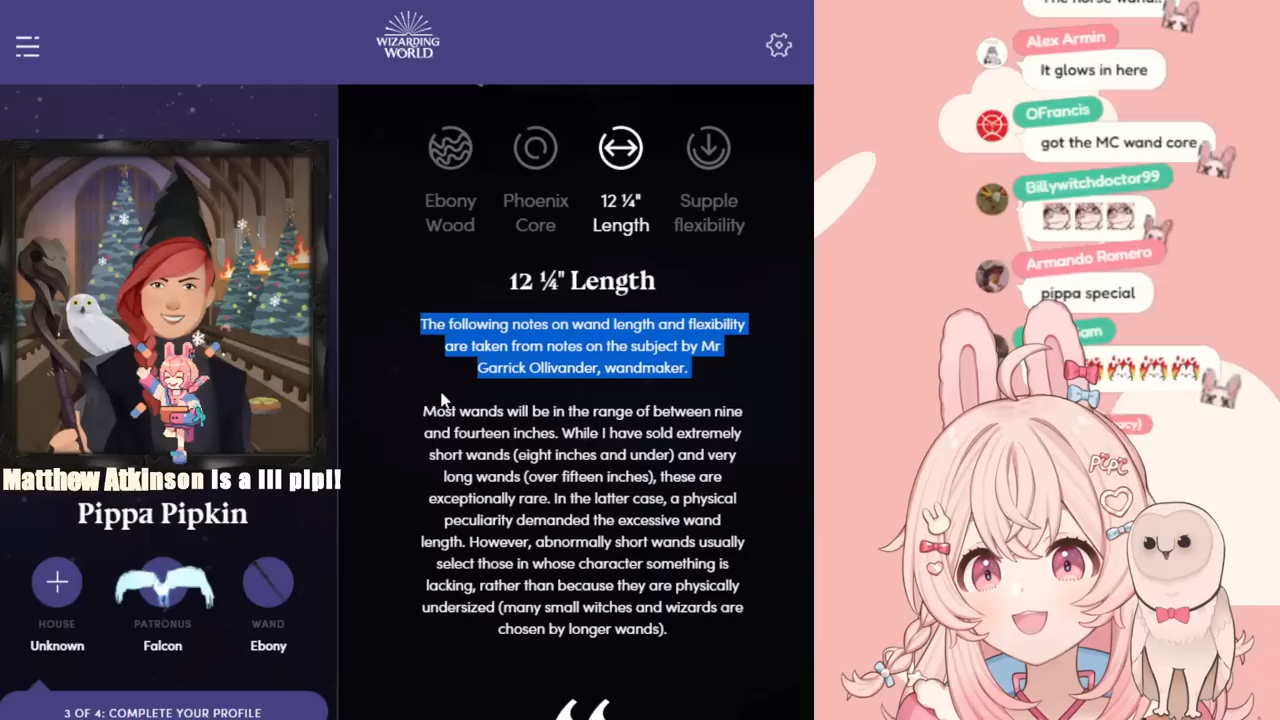 WIZARDING
WORLD
Ebony
Wood
Phoenix
Core
12 ¼"
Length
Supple
flexibility
12 ¼" Length
The following notes on wand length and flexibility
are taken from notes on the subject by Mr
Garrick Ollivander, wandmaker.
Most wands will be in the range of between nine
and fourteen inches. While I have sold extremely
short wands (eight inches and under) and very
long wands (over fifteen inches), these are
exceptionally rare. In the latter case, a physical
peculiarity demanded the excessive wand
length. However, abnormally short wands usually
select those in whose character something is
lacking, rather than because they are physically
undersized (many small witches and wizards are
chosen by longer wands).
“
Matthew Atkinson is a lil pipi!
Pippa Pipkin
HOUSE
Unknown
PATRONUS
Falcon
WAND
Ebony
3 OF 4: COMPLETE YOUR PROFILE
Alex Armin
It glows in here
OFrancis
got the MC wand core
Billywitchdoctor99
Armando Romero
pippa special
PiPi